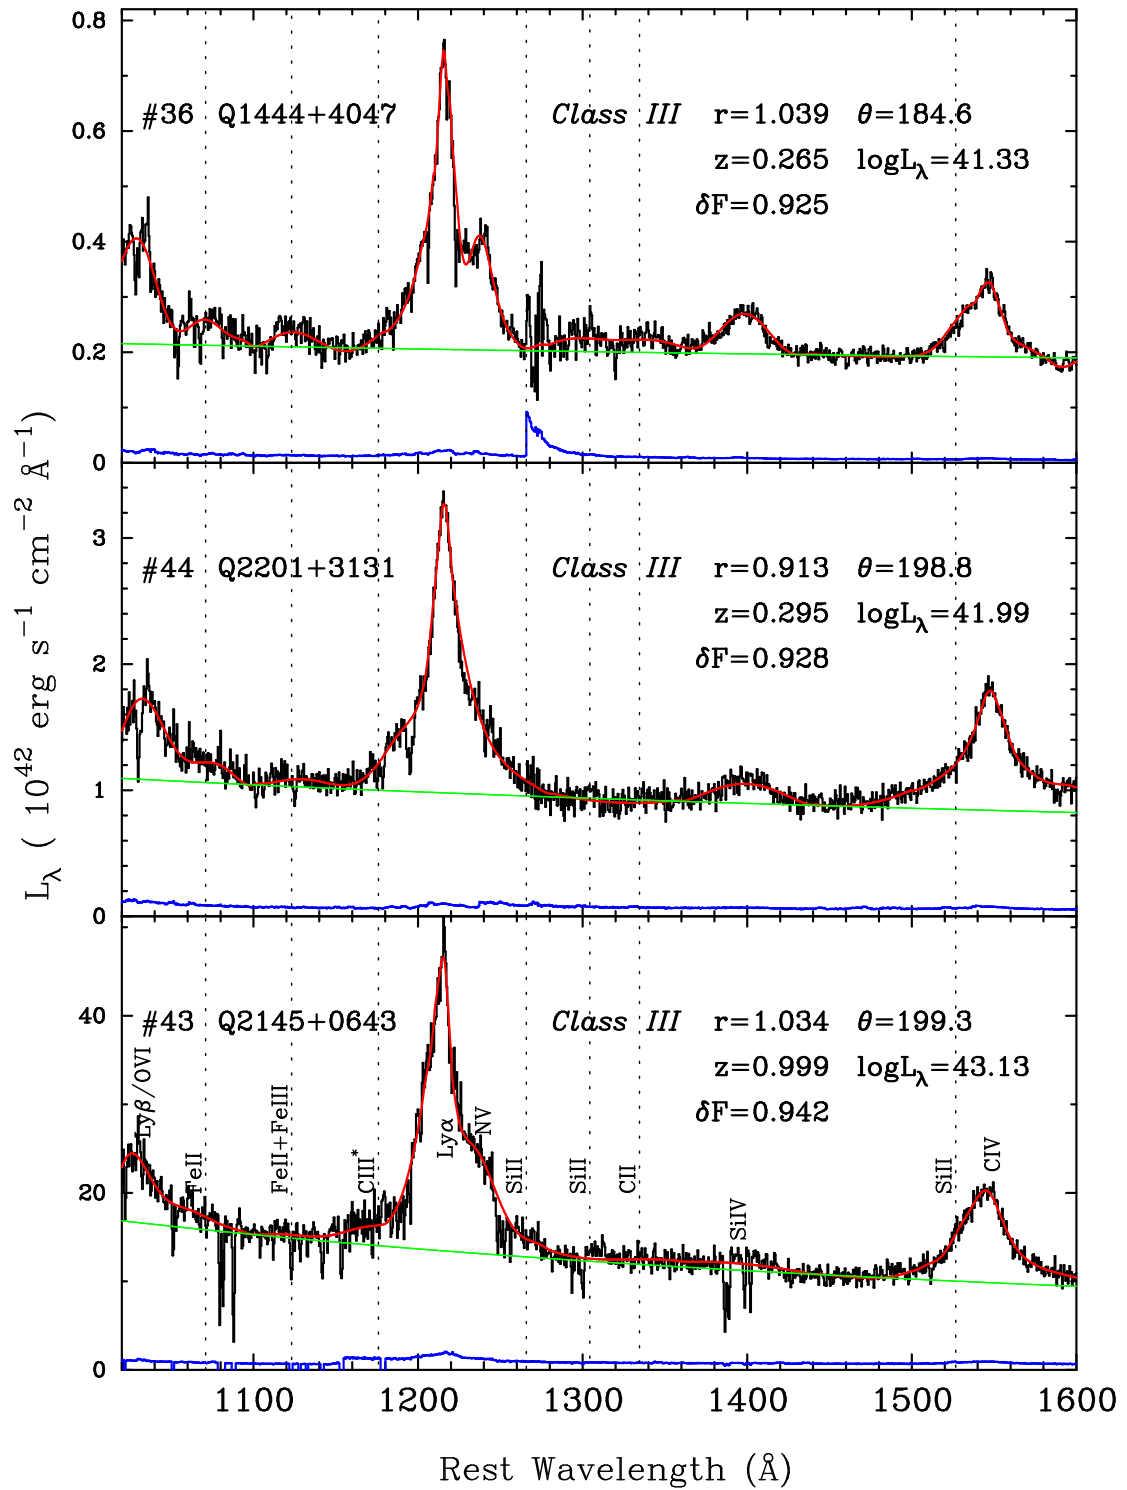 0.8
0.6
0.4
0.2
0
#36 Q1444+4047 Class III r=1.039 θ=184.6
z=0.265 logLλ=41.33
δF=0.925
3
2
1
0
#44 Q2201+3131 Class III r=0.913 θ=198.8
z=0.295 logLλ=41.99
δF=0.928
40
20
0
#43 Q2145+0643 Class III r=1.034 θ=199.3
z=0.999 logLλ=43.13
δF=0.942
Lyβ/OVI
FeII
FeII+FeIII
CIII*
Lyα
NV
SiII
SiII
CII
SiIV
SiII
CIV
1100 1200 1300 1400 1500 1600
Rest Wavelength (Å)
Lλ ( 10⁴² erg s⁻¹ cm⁻² Å⁻¹)